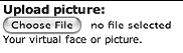 Upload picture:
Choose File no file selected
Your virtual face or picture.